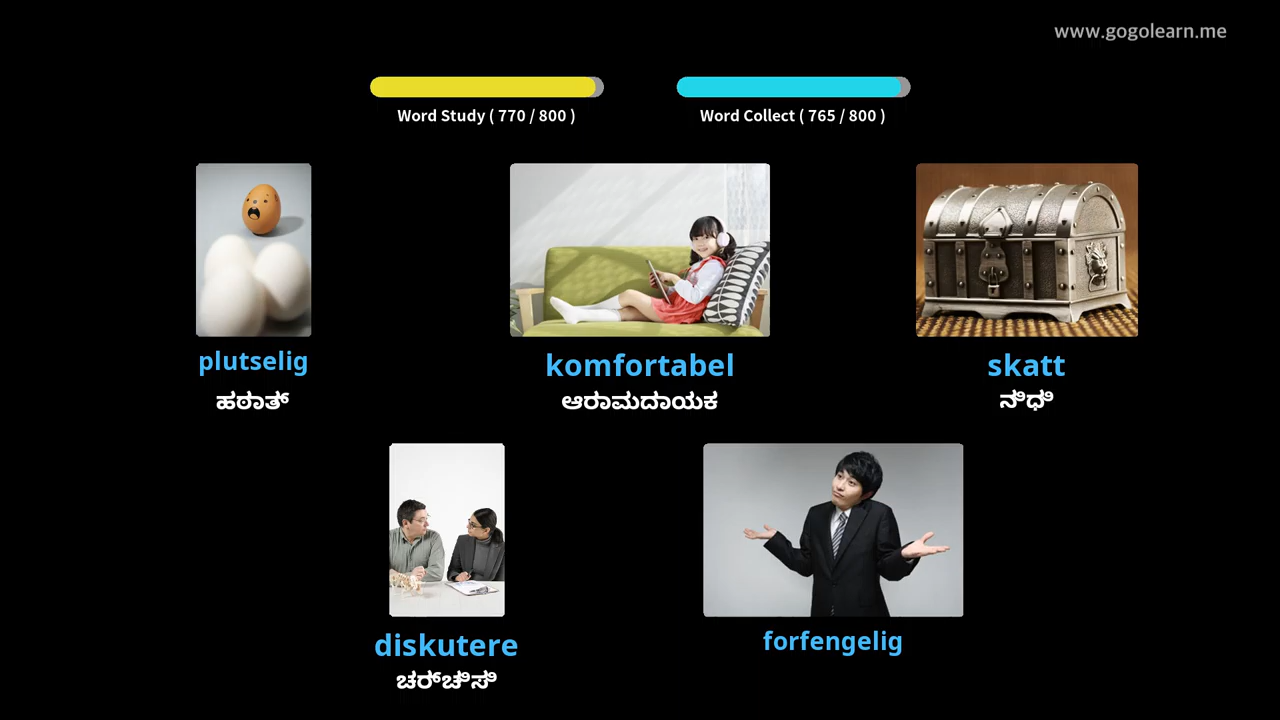 www.gogolearn.me
Word Study ( 770 / 800 )
Word Collect ( 765 / 800 )
plutselig
ಹಠಾತ್
komfortabel
ಆರಾಮದಾಯಕ
skatt
ನಿಧಿ
diskutere
ಚರ್ಚಿಸಿ
forfengelig